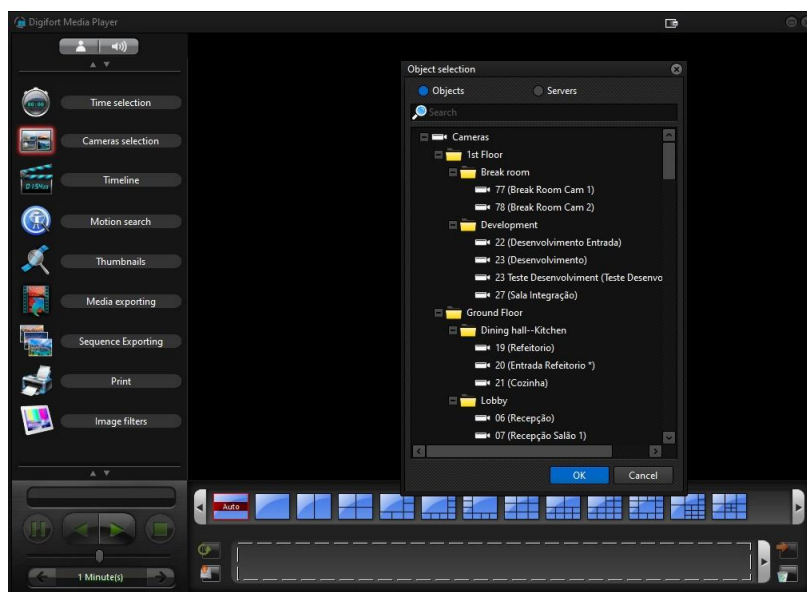 Digifort Media Player
Time selection
Cameras selection
Timeline
Motion search
Thumbnails
Media exporting
Sequence Exporting
Print
Image filters
1 Minute(s)
Object selection
Objects
Servers
Search
Cameras
1st Floor
Break room
77 (Break Room Cam 1)
78 (Break Room Cam 2)
Development
22 (Desenvolvimento Entrada)
23 (Desenvolvimento)
23 Teste Desenvolviment (Teste Desenvo
27 (Sala Integração)
Ground Floor
Dining hall--Kitchen
19 (Refeitorio)
20 (Entrada Refeitorio *)
21 (Cozinha)
Lobby
06 (Recepção)
07 (Recepção Salão 1)
OK
Cancel
Auto